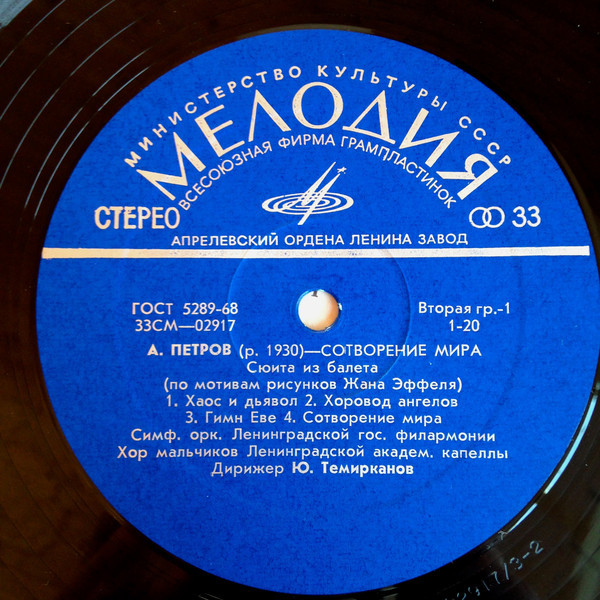 МИНИСТЕРСТВО КУЛЬТУРЫ СССР
МЕЛОДИЯ
ВСЕСОЮЗНАЯ ФИРМА ГРАМПЛАСТИНОК
СТЕРЕО 33
АПРЕЛЕВСКИЙ ОРДЕНА ЛЕНИНА ЗАВОД
ГОСТ 5289-68 Вторая гр.-1
33СМ—02917 1-20
А. ПЕТРОВ (р. 1930)—СОТВОРЕНИЕ МИРА
Сюита из балета
(по мотивам рисунков Жана Эффеля)
1. Хаос и дьявол 2. Хоровод ангелов
3. Гимн Еве 4. Сотворение мира
Симф. орк. Ленинградской гос. филармонии
Хор мальчиков Ленинградской академ. капеллы
Дирижер Ю. Темирканов